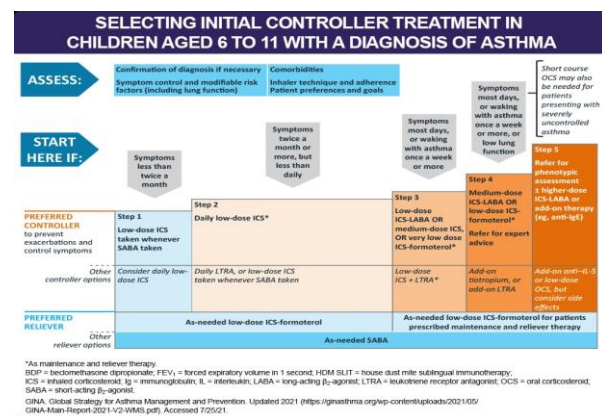 SELECTING INITIAL CONTROLLER TREATMENT IN
CHILDREN AGED 6 TO 11 WITH A DIAGNOSIS OF ASTHMA
ASSESS:
Confirmation of diagnosis if necessary
Symptom control and modifiable risk
factors (including lung function)
Comorbidities
Inhaler technique and adherence
Patient preferences and goals
START
HERE IF:
Symptoms
less than
twice a
month
Symptoms
twice a
month or
more, but
less than
daily
Symptoms
most days,
or waking
with asthma
once a week
or more
Symptoms
most days,
or waking
with asthma
once a week
or more, or
low lung
function
Short course
OCS may also
be needed for
patients
presenting with
severely
uncontrolled
asthma
PREFERRED
CONTROLLER
to prevent
exacerbations and
control symptoms
Step 1
Low-dose ICS
taken whenever
SABA taken
Step 2
Daily low-dose ICS*
Step 3
Low-dose
ICS-LABA OR
medium-dose ICS,
OR very low dose
ICS-formoterol*
Step 4
Medium-dose
ICS-LABA OR
low-dose ICS-
formoterol*
Refer for
expert advice
Step 5
Refer for
phenotypic
assessment
± higher-dose
ICS-LABA or
add-on therapy
(eg, anti-IgE)
Other
controller options
Consider daily low-
dose ICS
Daily LTRA, or low-dose ICS
taken whenever SABA taken
Low-dose
ICS + LTRA*
Add-on
tiotropium, or
add-on LTRA
Add-on anti–IL-5
or low-dose
OCS, but
consider side
effects
PREFERRED
RELIEVER
As-needed low-dose ICS-formoterol
As-needed low-dose ICS-formoterol for patients
prescribed maintenance and reliever therapy
Other
reliever options
As-needed SABA
*As maintenance and reliever therapy.
BDP = beclomethasone dipropionate; FEV₁ = forced expiratory volume in 1 second; HDM SLIT = house dust mite sublingual immunotherapy;
ICS = inhaled corticosteroid; Ig = immunoglobulin; IL = interleukin; LABA = long-acting β₂-agonist; LTRA = leukotriene receptor antagonist; OCS = oral corticosteroid;
SABA = short-acting β₂-agonist.
GINA. Global Strategy for Asthma Management and Prevention. Updated 2021 (https://ginasthma.org/wp-content/uploads/2021/05/
GINA-Main-Report-2021-V2-WMS.pdf). Accessed 7/25/21.